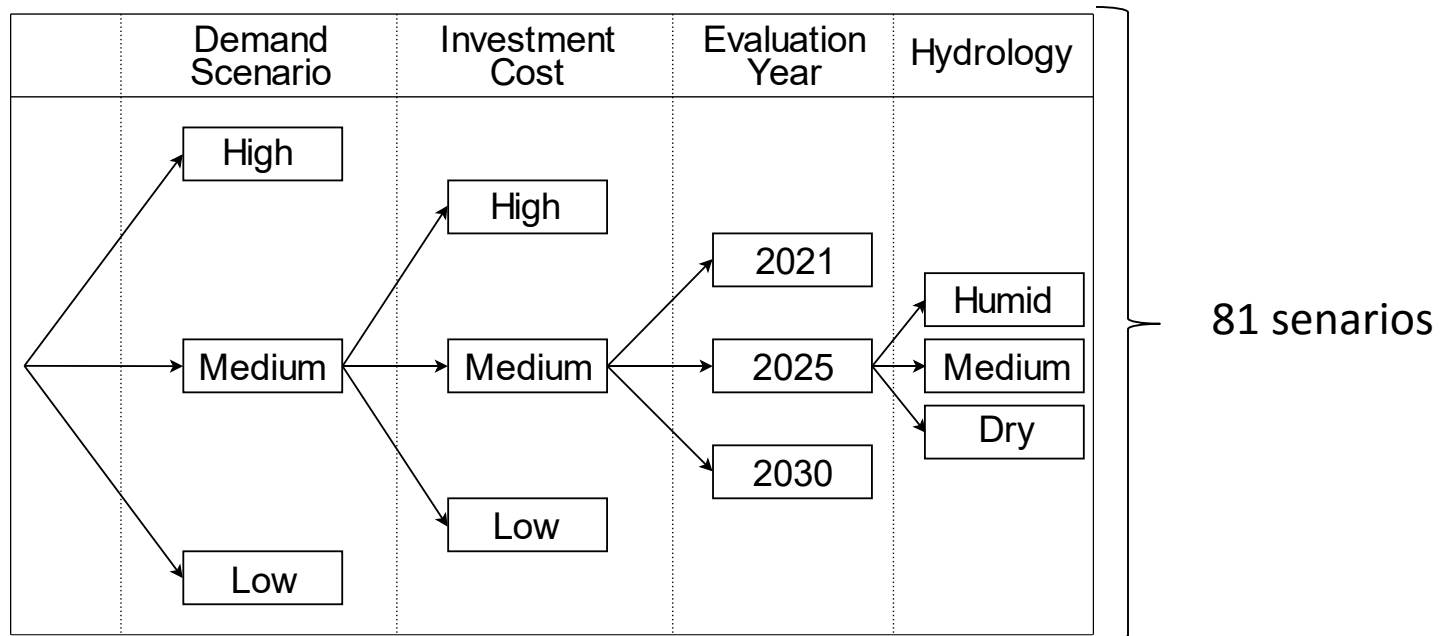 Demand
Scenario
Investment
Cost
Evaluation
Year
Hydrology
High
High
2021
Humid
Medium
Medium
2025
Medium
Dry
2030
Low
Low
81 senarios